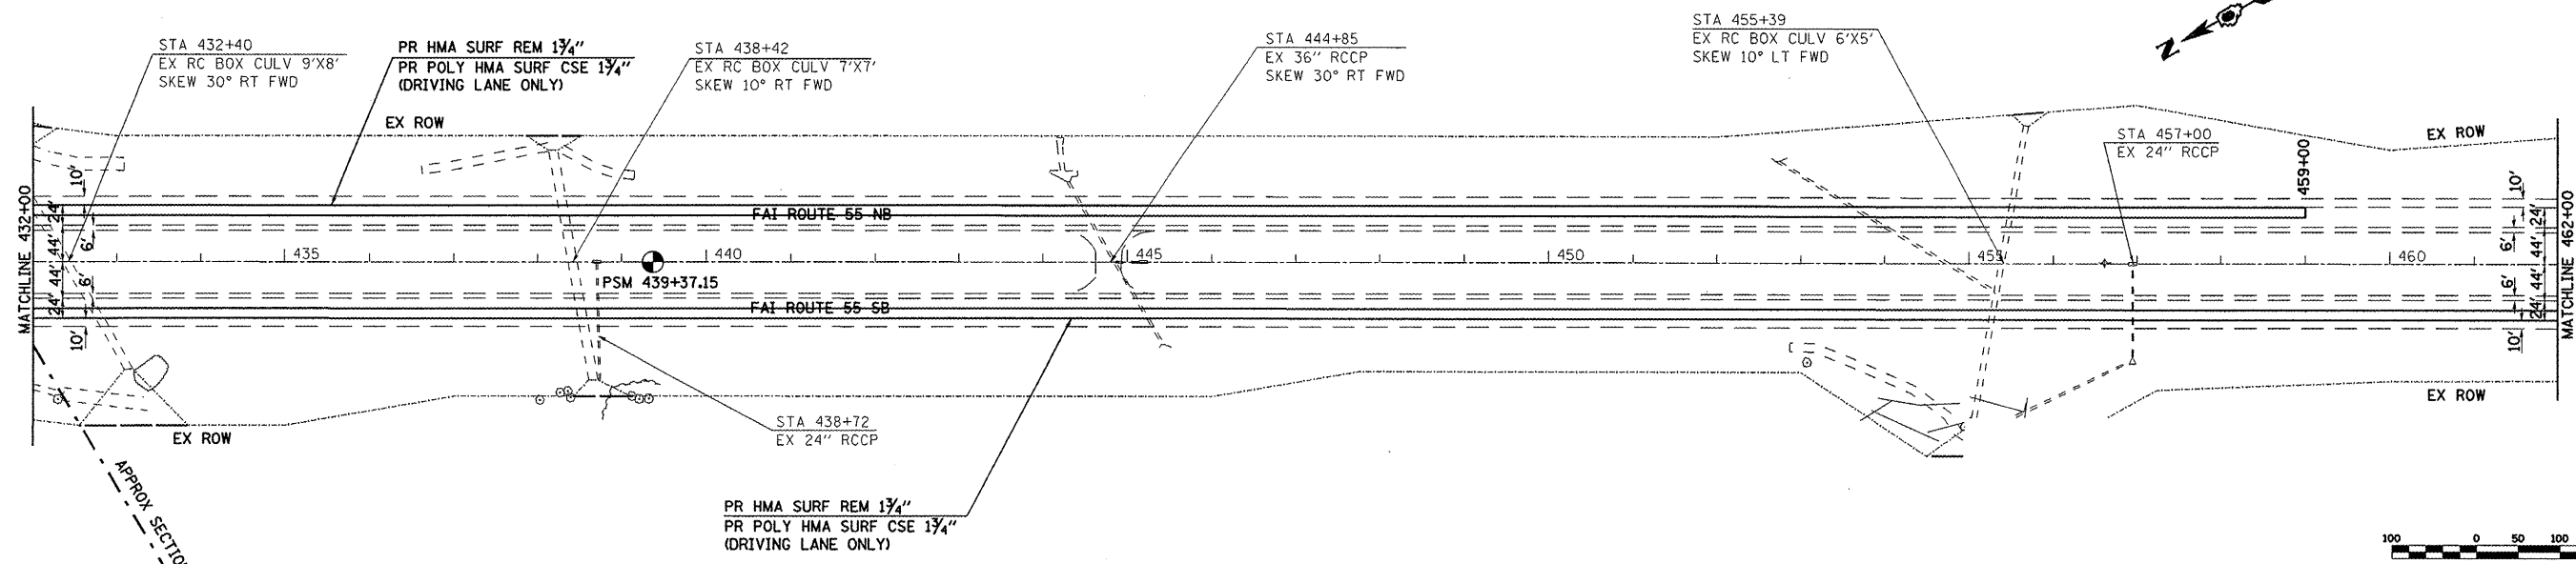 STA 432+40
EX RC BOX CULV 9'X8'
SKEW 30° RT FWD
PR HMA SURF REM 1¾"
PR POLY HMA SURF CSE 1¾"
(DRIVING LANE ONLY)
STA 438+42
EX RC BOX CULV 7'X7'
SKEW 10° RT FWD
STA 444+85
EX 36" RCCP
SKEW 30° RT FWD
STA 455+39
EX RC BOX CULV 6'X5'
SKEW 10° LT FWD
N
EX ROW
STA 457+00
EX 24" RCCP
EX ROW
459+00
MATCHLINE 432+00
10'
24'
44'
6'
44'
6'
24'
10'
FAI ROUTE 55 NB
435
440
445
450
455
460
PSM 439+37.15
FAI ROUTE 55 SB
10'
24'
6'
44'
6'
44'
24'
10'
MATCHLINE 462+00
EX ROW
STA 438+72
EX 24" RCCP
EX ROW
APPROX SECTION
PR HMA SURF REM 1¾"
PR POLY HMA SURF CSE 1¾"
(DRIVING LANE ONLY)
100 0 50 100